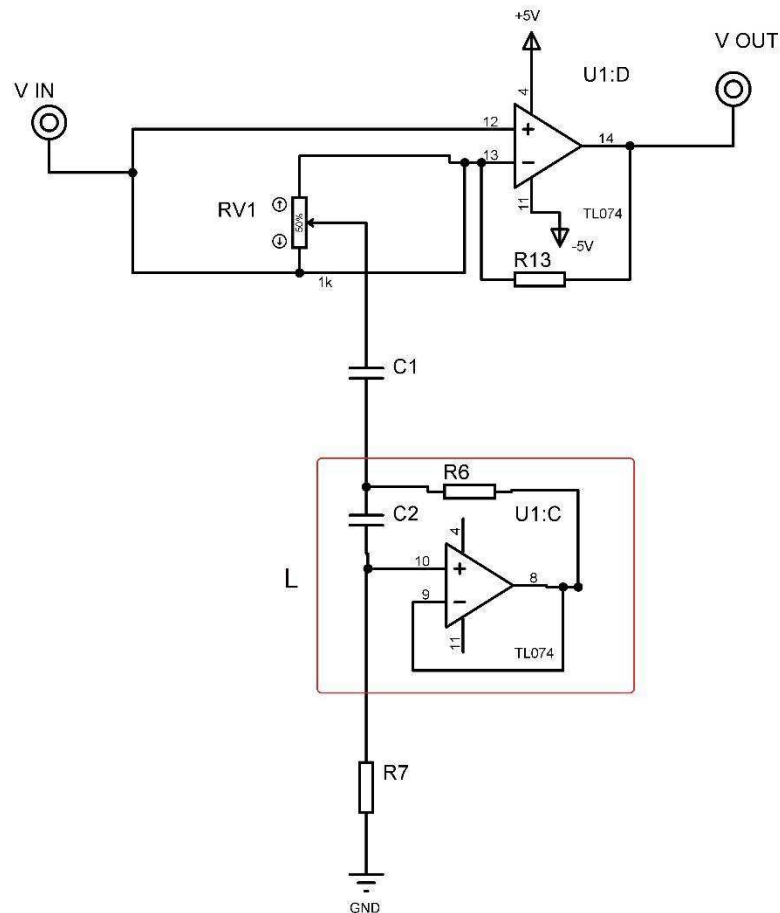 +5V
V OUT
U1:D
V IN
4
12
14
13
11
TL074
RV1
50%
-5V
R13
1k
C1
R6
C2
U1:C
4
10
8
L
9
11
TL074
R7
GND